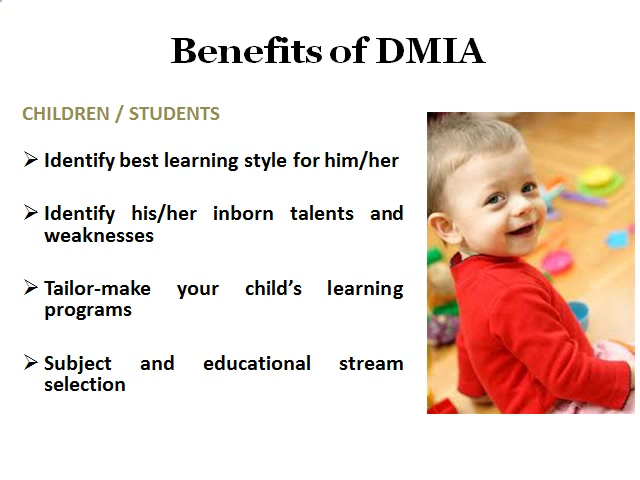 Benefits of DMIA
CHILDREN / STUDENTS
➢ Identify best learning style for him/her
➢ Identify his/her inborn talents and
weaknesses
➢ Tailor-make your child's learning
programs
➢ Subject and educational stream
selection